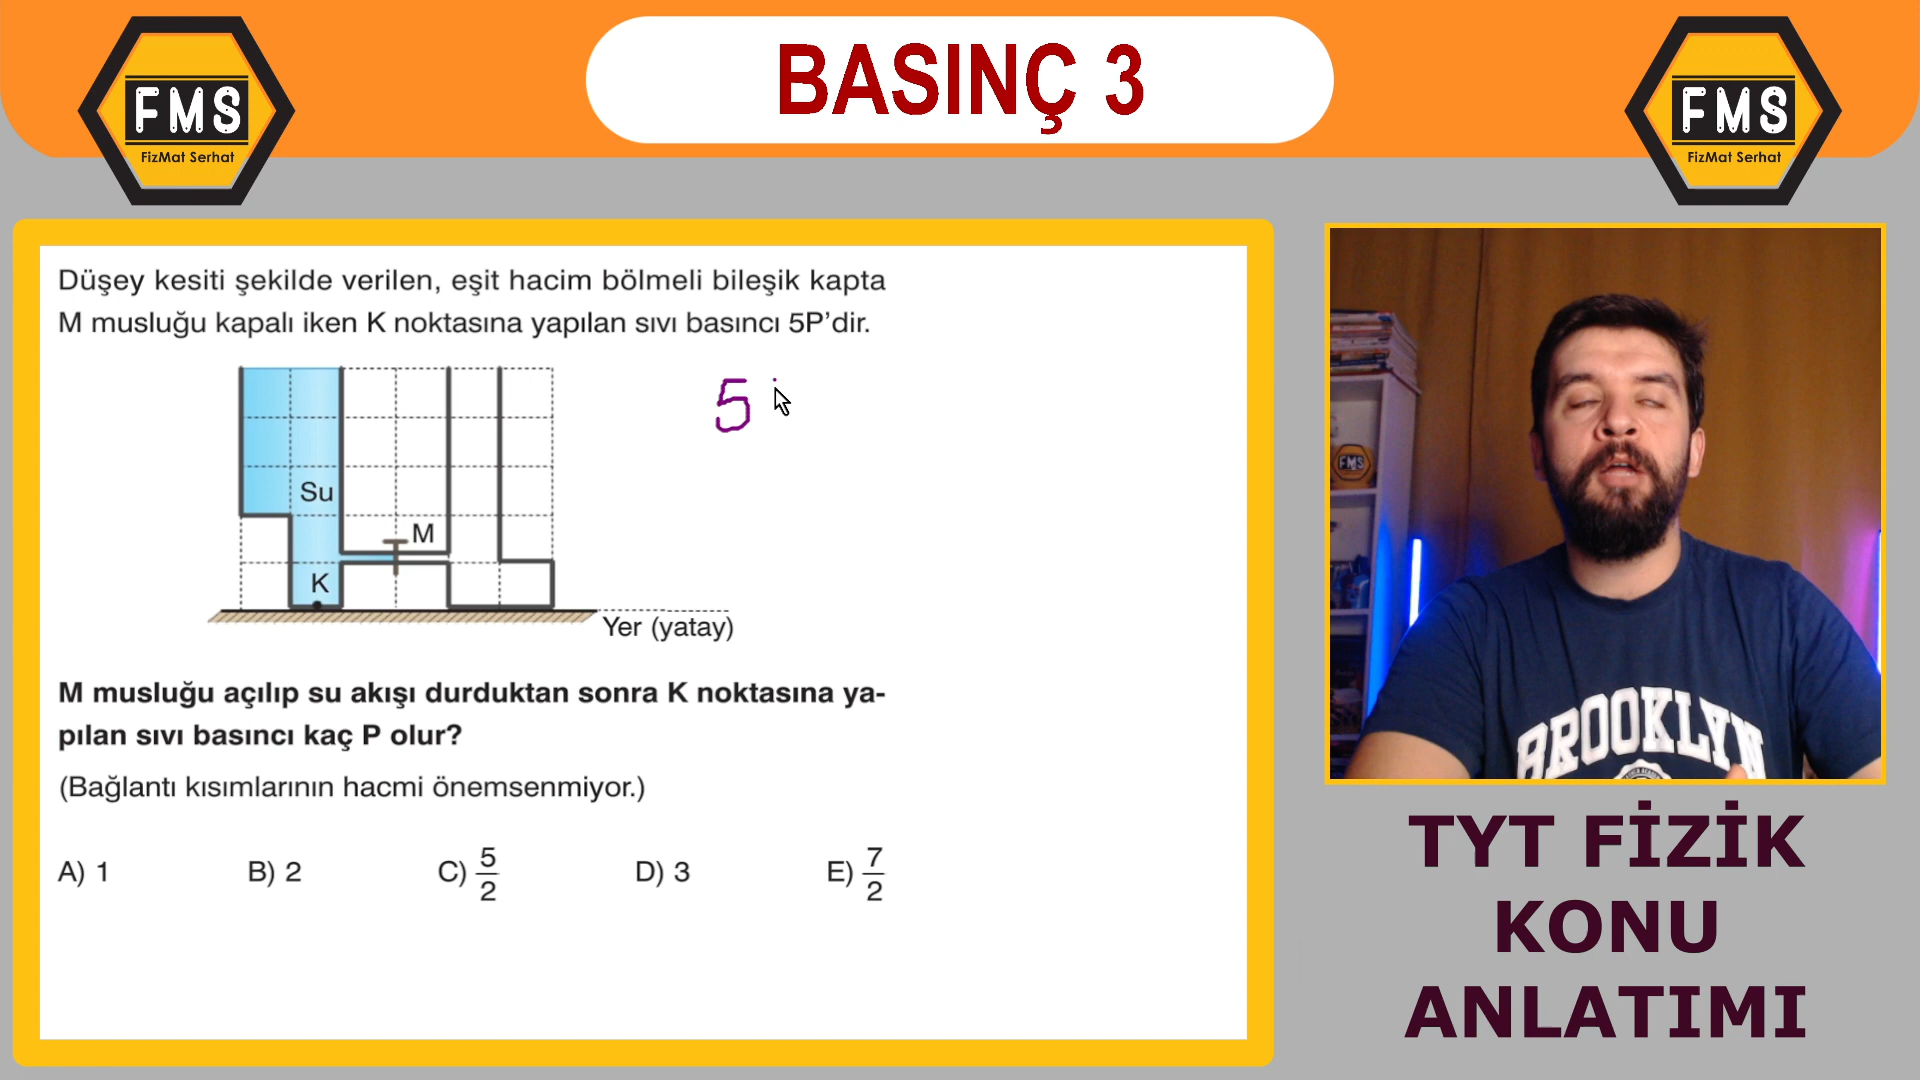 BASINÇ 3
FMS
FizMat Serhat
FMS
FizMat Serhat
Düşey kesiti şekilde verilen, eşit hacim bölmeli bileşik kapta
M musluğu kapalı iken K noktasına yapılan sıvı basıncı 5P'dir.
5
Su
M
K
Yer (yatay)
M musluğu açılıp su akışı durduktan sonra K noktasına ya-
pılan sıvı basıncı kaç P olur?
(Bağlantı kısımlarının hacmi önemsenmiyor.)
A) 1 B) 2 C) 5/2 D) 3 E) 7/2
FMS
BROOKLYN
TYT FİZİK
KONU
ANLATIMI